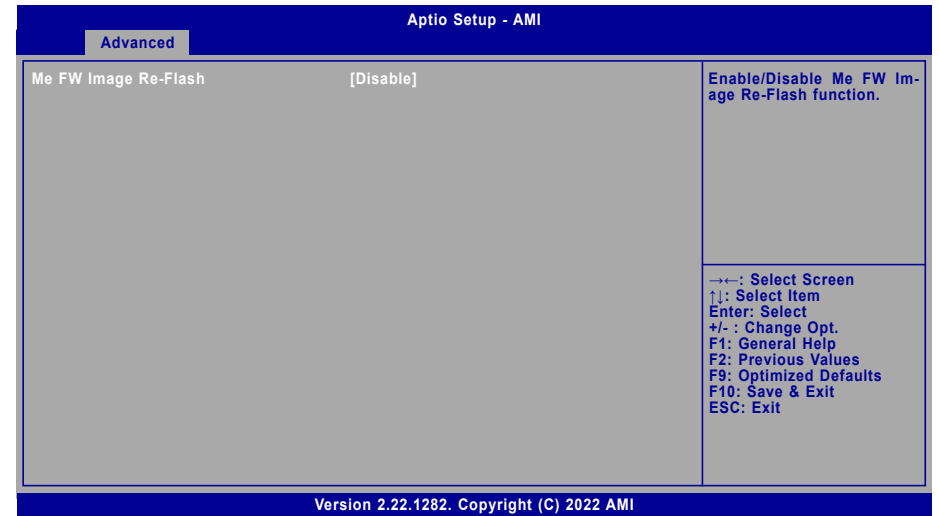 Aptio Setup - AMI
Advanced
Me FW Image Re-Flash [Disable]
Enable/Disable Me FW Im-
age Re-Flash function.
→←: Select Screen
↑↓: Select Item
Enter: Select
+/- : Change Opt.
F1: General Help
F2: Previous Values
F9: Optimized Defaults
F10: Save & Exit
ESC: Exit
Version 2.22.1282. Copyright (C) 2022 AMI